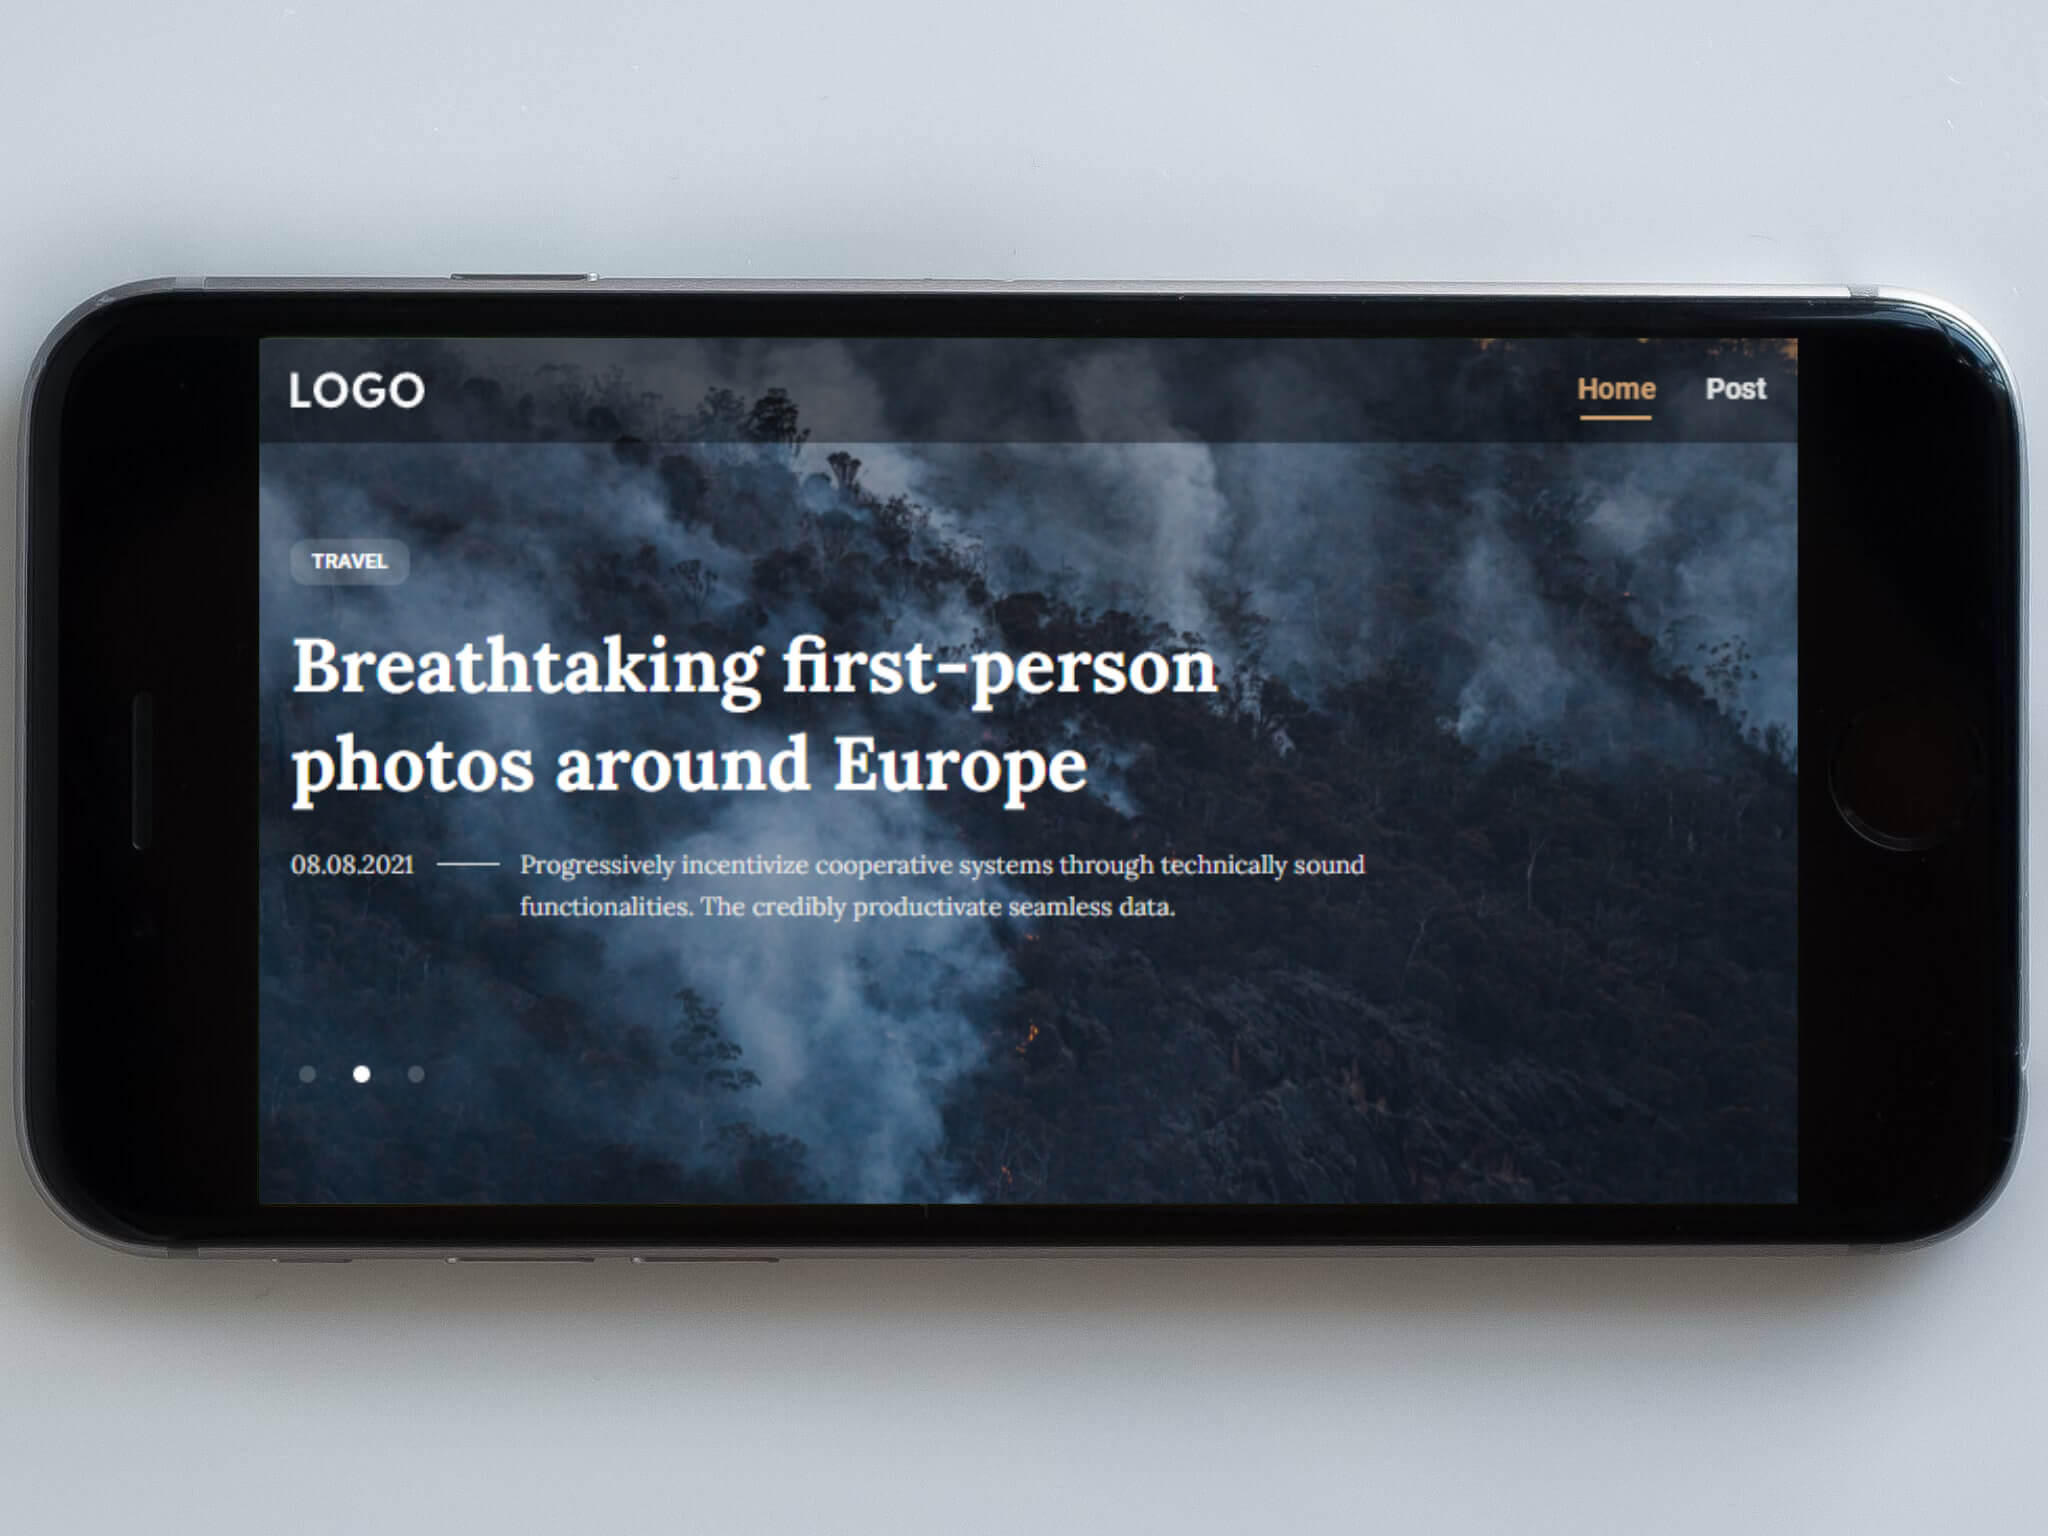 LOGO
Home Post
TRAVEL
Breathtaking first-person
photos around Europe
08.08.2021 Progressively incentivize cooperative systems through technically sound
functionalities. The credibly productivate seamless data.